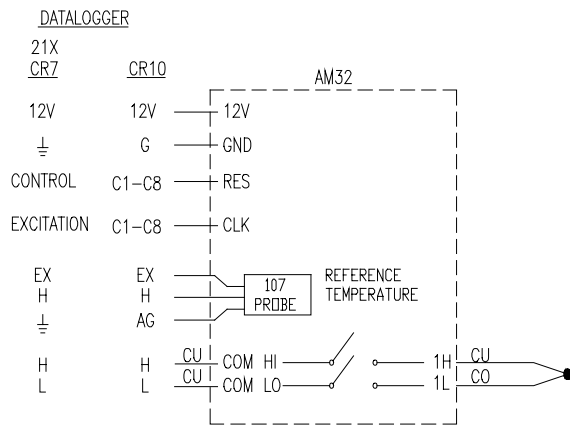 DATALOGGER
21X
CR7 CR10 AM32
12V 12V 12V
G GND
CONTROL C1-C8 RES
EXCITATION C1-C8 CLK
EX EX 107 REFERENCE
H H PROBE TEMPERATURE
AG
H H CU COM HI 1H CU
L L CU COM LO 1L CO